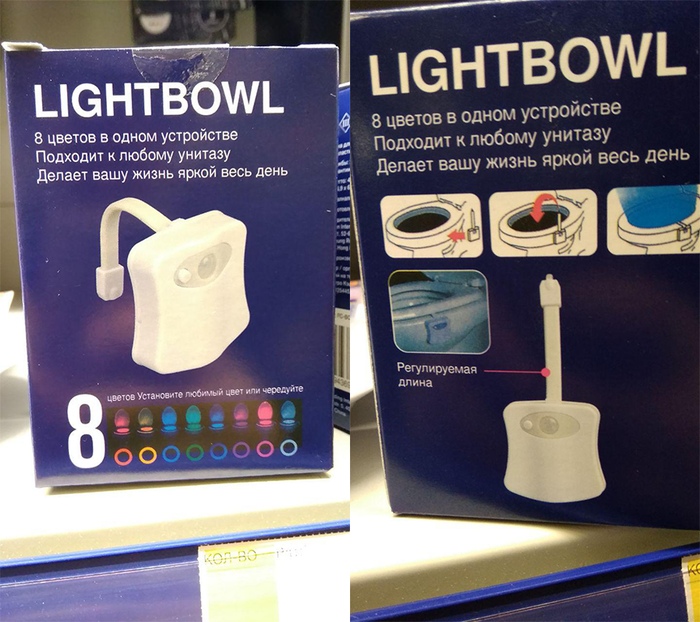 LIGHTBOWL
8 цветов в одном устройстве
Подходит к любому унитазу
Делает вашу жизнь яркой весь день
8
цветов Установите любимый цвет или чередуйте
КОЛ-ВО
LIGHTBOWL
8 цветов в одном устройстве
Подходит к любому унитазу
Делает вашу жизнь яркой весь день
Регулируемая
длина